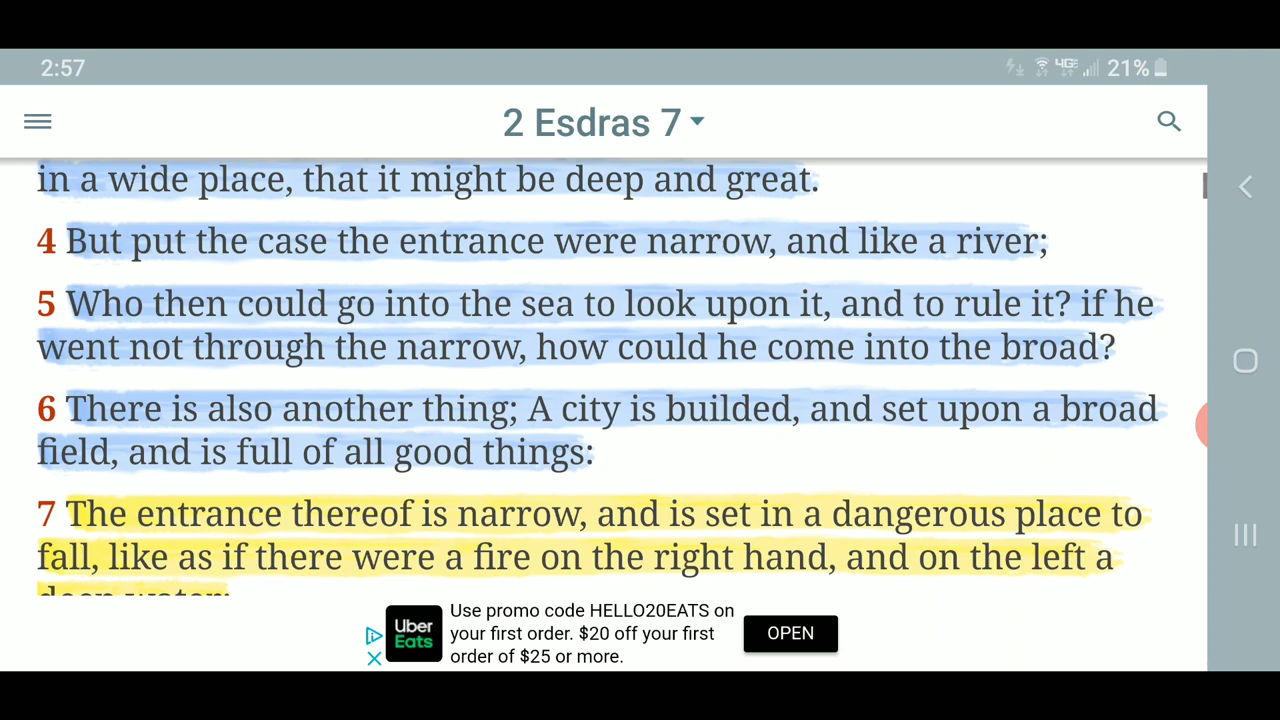 2:57
4G 21%
2 Esdras 7
in a wide place, that it might be deep and great.
4 But put the case the entrance were narrow, and like a river;
5 Who then could go into the sea to look upon it, and to rule it? if he
went not through the narrow, how could he come into the broad?
6 There is also another thing; A city is builded, and set upon a broad
field, and is full of all good things:
7 The entrance thereof is narrow, and is set in a dangerous place to
fall, like as if there were a fire on the right hand, and on the left a
deep water:
Uber
Eats
Use promo code HELLO20EATS on
your first order. $20 off your first
order of $25 or more.
OPEN